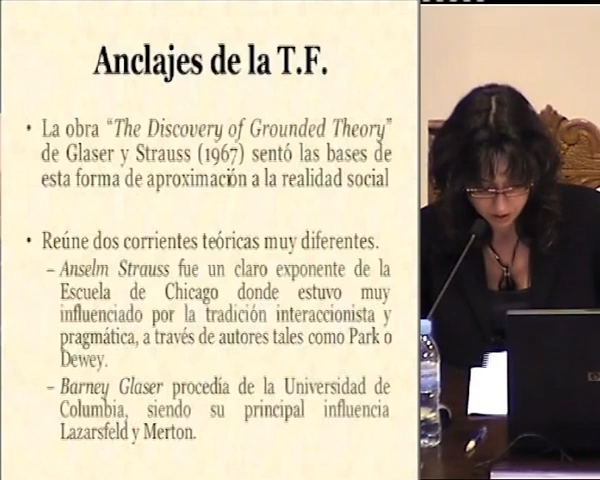 Anclajes de la T.F.
• La obra “The Discovery of Grounded Theory”
de Glaser y Strauss (1967) sentó las bases de
esta forma de aproximación a la realidad social
• Reúne dos corrientes teóricas muy diferentes.
– Anselm Strauss fue un claro exponente de la
Escuela de Chicago donde estuvo muy
influenciado por la tradición interaccionista y
pragmática, a través de autores tales como Park o
Dewey.
– Barney Glaser procedía de la Universidad de
Columbia, siendo su principal influencia
Lazarsfeld y Merton.
hp